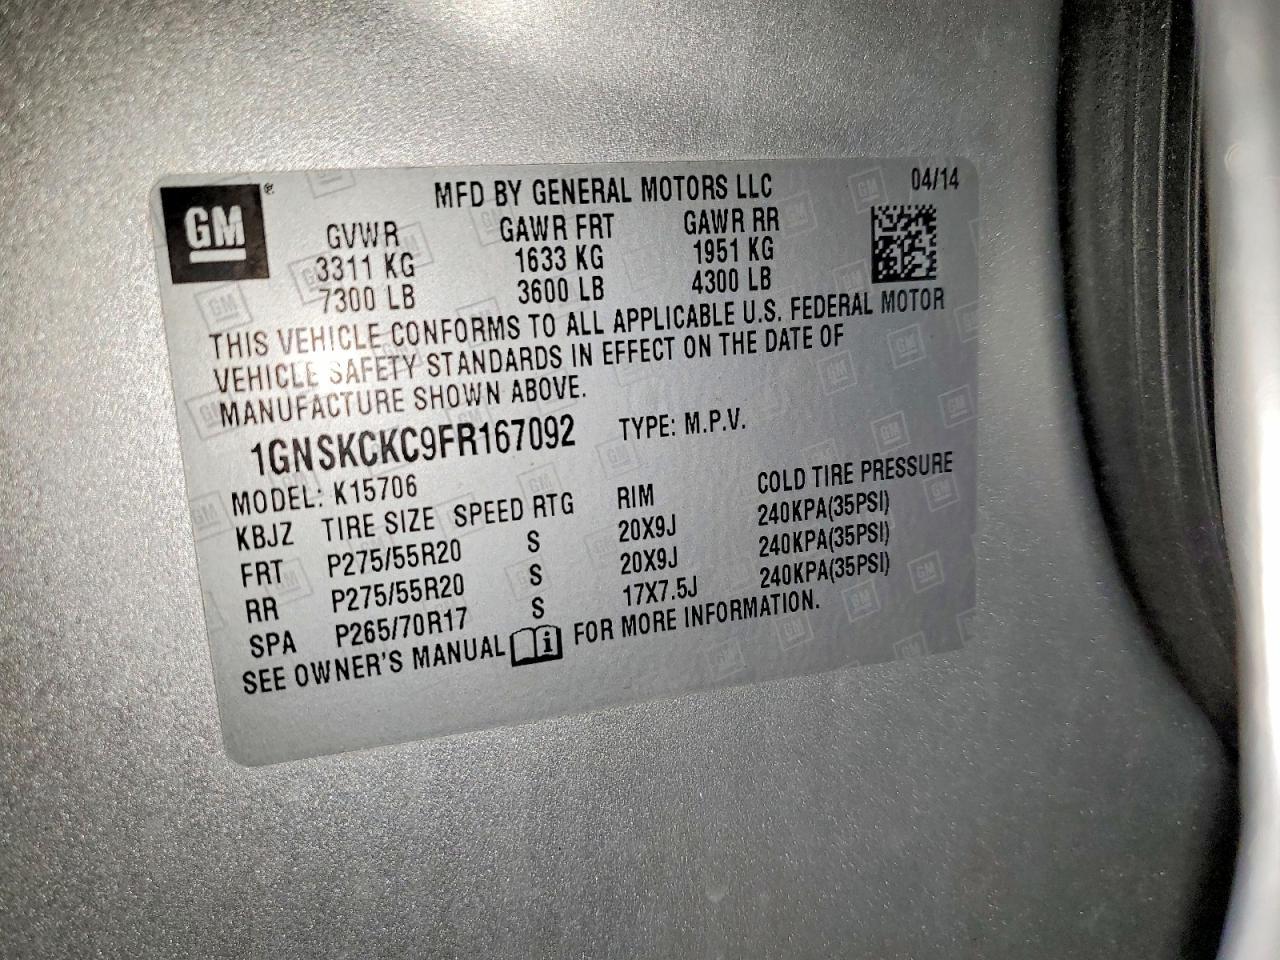 GM ® MFD BY GENERAL MOTORS LLC 04/14
GVWR GAWR FRT GAWR RR
3311 KG 1633 KG 1951 KG
7300 LB 3600 LB 4300 LB
THIS VEHICLE CONFORMS TO ALL APPLICABLE U.S. FEDERAL MOTOR
VEHICLE SAFETY STANDARDS IN EFFECT ON THE DATE OF
MANUFACTURE SHOWN ABOVE.
1GNSKCKC9FR167092 TYPE: M.P.V.
MODEL: K15706
KBJZ TIRE SIZE SPEED RTG RIM COLD TIRE PRESSURE
FRT P275/55R20 S 20X9J 240KPA(35PSI)
RR P275/55R20 S 20X9J 240KPA(35PSI)
SPA P265/70R17 S 17X7.5J 240KPA(35PSI)
SEE OWNER'S MANUAL i FOR MORE INFORMATION.